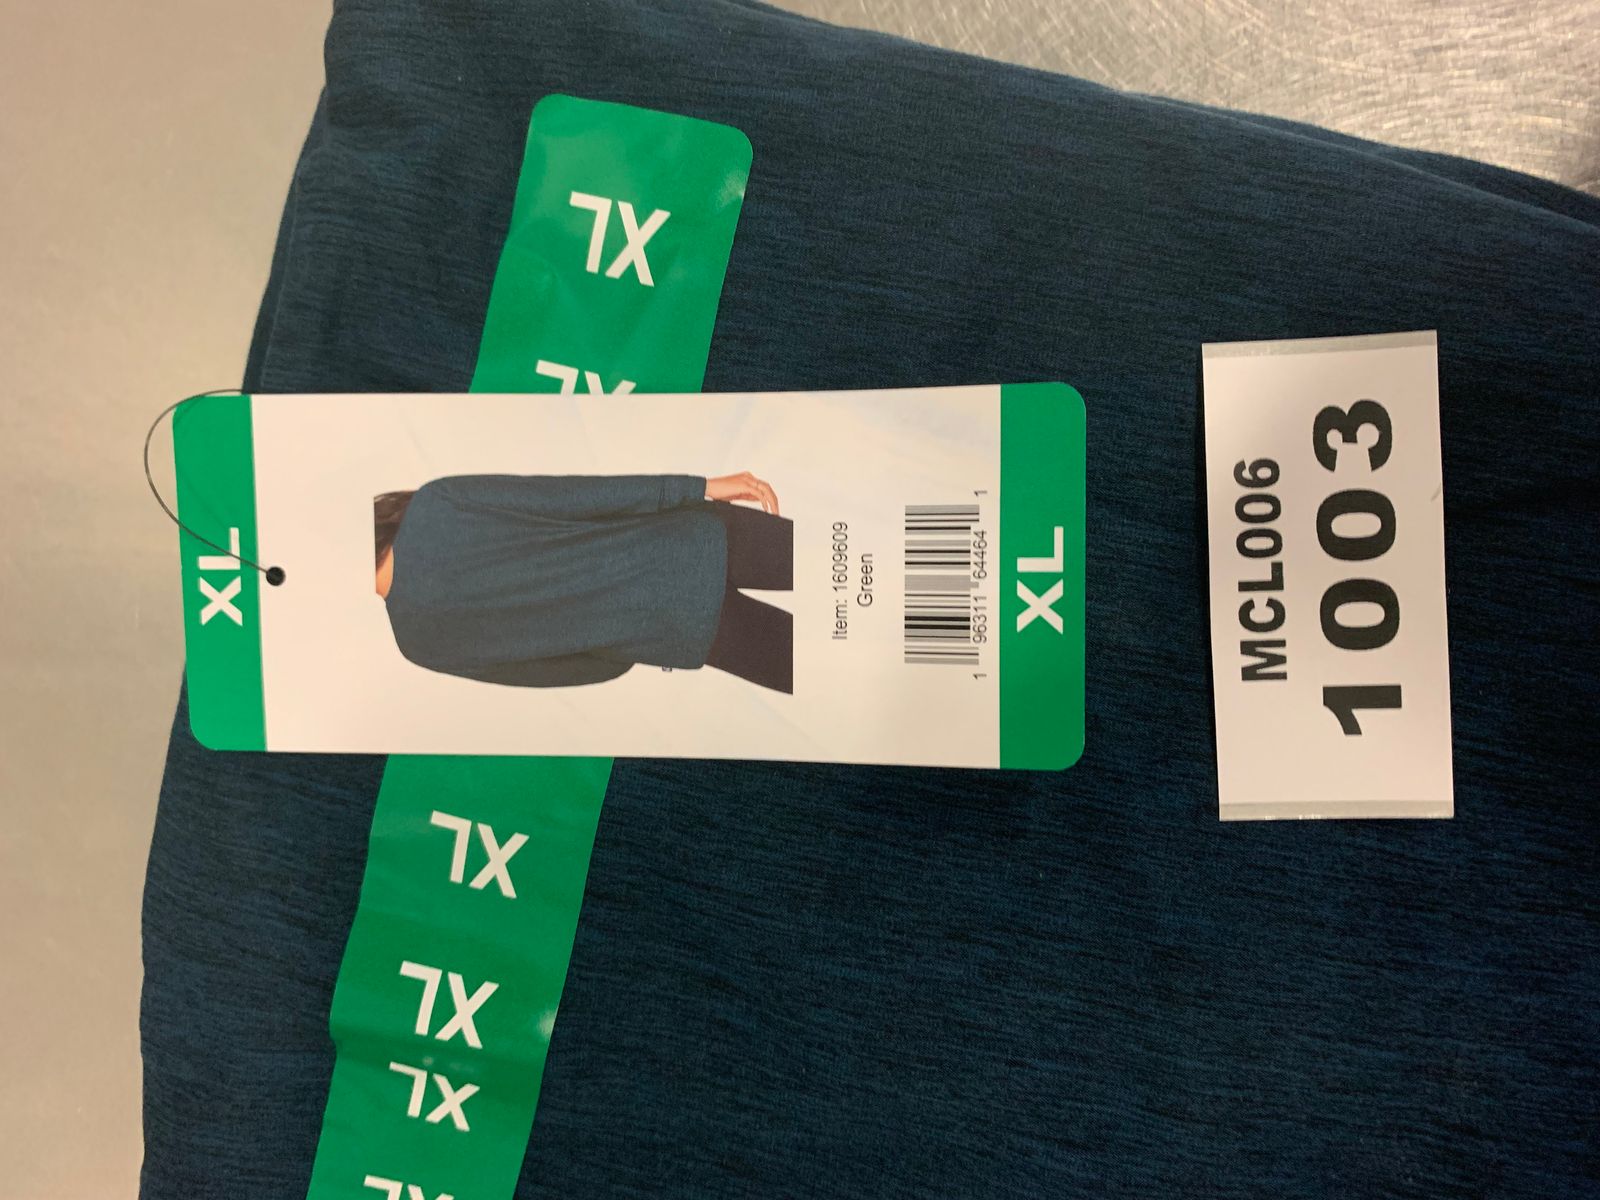 XL
XL
XL
Item: 1609609
Green
1 96311 64464 1
XL
XL
XL
XL
XL
MCL006
1003